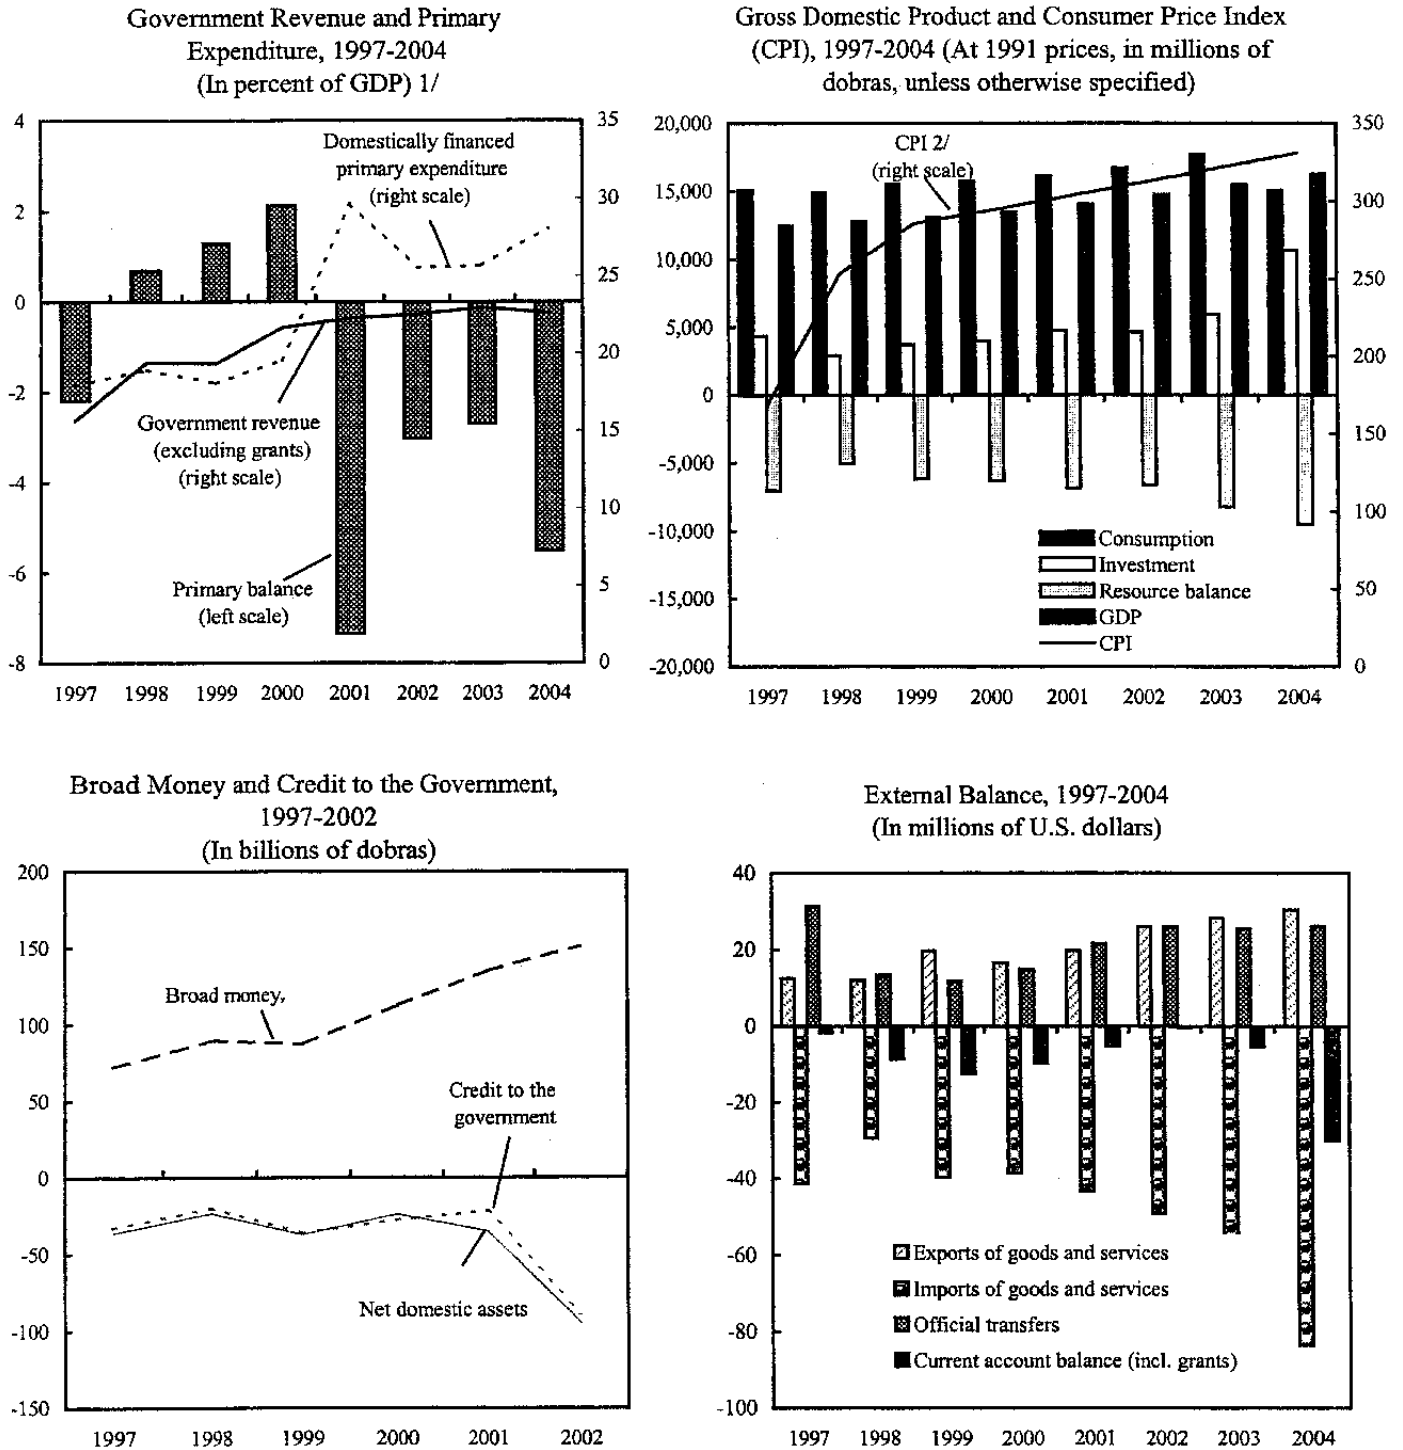 Government Revenue and Primary
Expenditure, 1997-2004
(In percent of GDP) 1/
4
2
0
-2
-4
-6
-8
35
30
25
20
15
10
5
0
Domestically financed
primary expenditure
(right scale)
Government revenue
(excluding grants)
(right scale)
Primary balance
(left scale)
1997 1998 1999 2000 2001 2002 2003 2004
Gross Domestic Product and Consumer Price Index
(CPI), 1997-2004 (At 1991 prices, in millions of
dobras, unless otherwise specified)
20,000
15,000
10,000
5,000
0
-5,000
-10,000
-15,000
-20,000
350
300
250
200
150
100
50
0
CPI 2/
(right scale)
Consumption
Investment
Resource balance
GDP
CPI
1997 1998 1999 2000 2001 2002 2003 2004
Broad Money and Credit to the Government,
1997-2002
(In billions of dobras)
200
150
100
50
0
-50
-100
-150
Broad money,
Credit to the
government
Net domestic assets
1997 1998 1999 2000 2001 2002
External Balance, 1997-2004
(In millions of U.S. dollars)
40
20
0
-20
-40
-60
-80
-100
Exports of goods and services
Imports of goods and services
Official transfers
Current account balance (incl. grants)
1997 1998 1999 2000 2001 2002 2003 2004